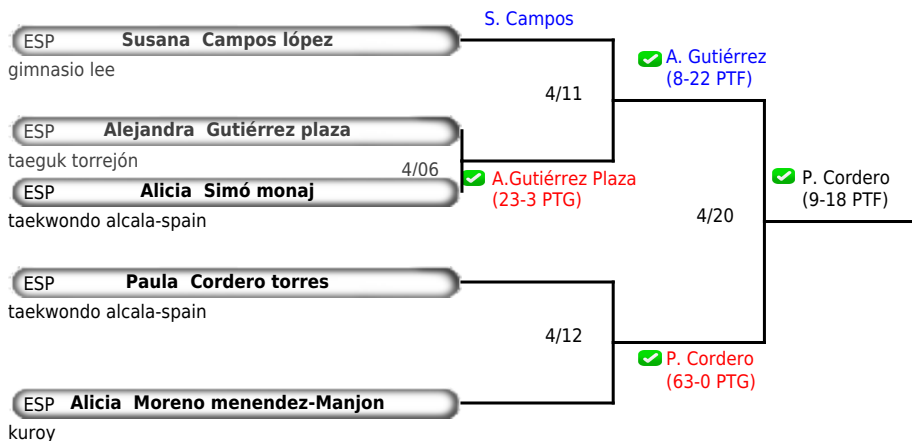 S. Campos
ESP Susana Campos lópez
gimnasio lee
A. Gutiérrez
(8-22 PTF)
4/11
ESP Alejandra Gutiérrez plaza
taeguk torrejón
4/06
A.Gutiérrez Plaza
(23-3 PTG)
ESP Alicia Simó monaj
taekwondo alcala-spain
P. Cordero
(9-18 PTF)
4/20
ESP Paula Cordero torres
taekwondo alcala-spain
4/12
P. Cordero
(63-0 PTG)
ESP Alicia Moreno menendez-Manjon
kuroy